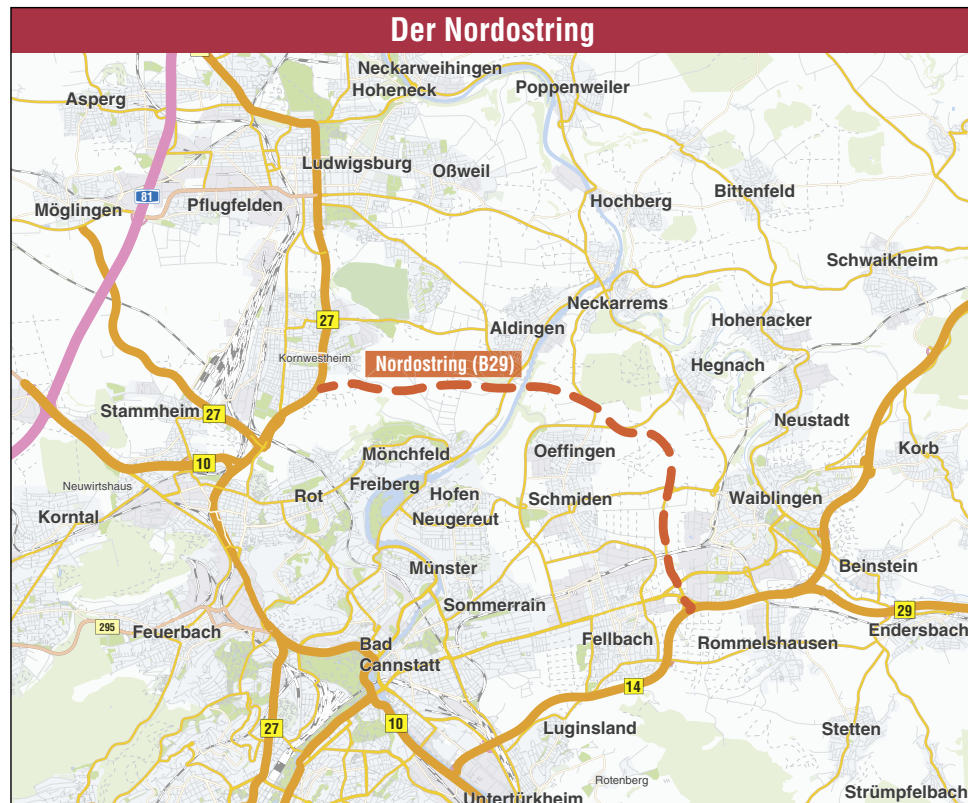 Der Nordostring
Neckarweihingen
Hoheneck
Poppenweiler
Asperg
Ludwigsburg
Oßweil
Bittenfeld
81
Möglingen
Pflugfelden
Hochberg
Schwaikheim
Neckarrems
27
Aldingen
Hohenacker
Kornwestheim
Nordostring (B29)
Hegnach
Stammheim
27
Neustadt
Mönchfeld
Oeffingen
Korb
10
Neuwirtshaus
Freiberg
Rot
Hofen
Schmiden
Waiblingen
Korntal
Neugereut
Münster
Beinstein
Sommerrain
29
295
Feuerbach
Bad
Cannstatt
Fellbach
Rommelshausen
Endersbach
14
27
10
Luginsland
Stetten
Rotenberg
Untertürkheim
Strümpfelbach